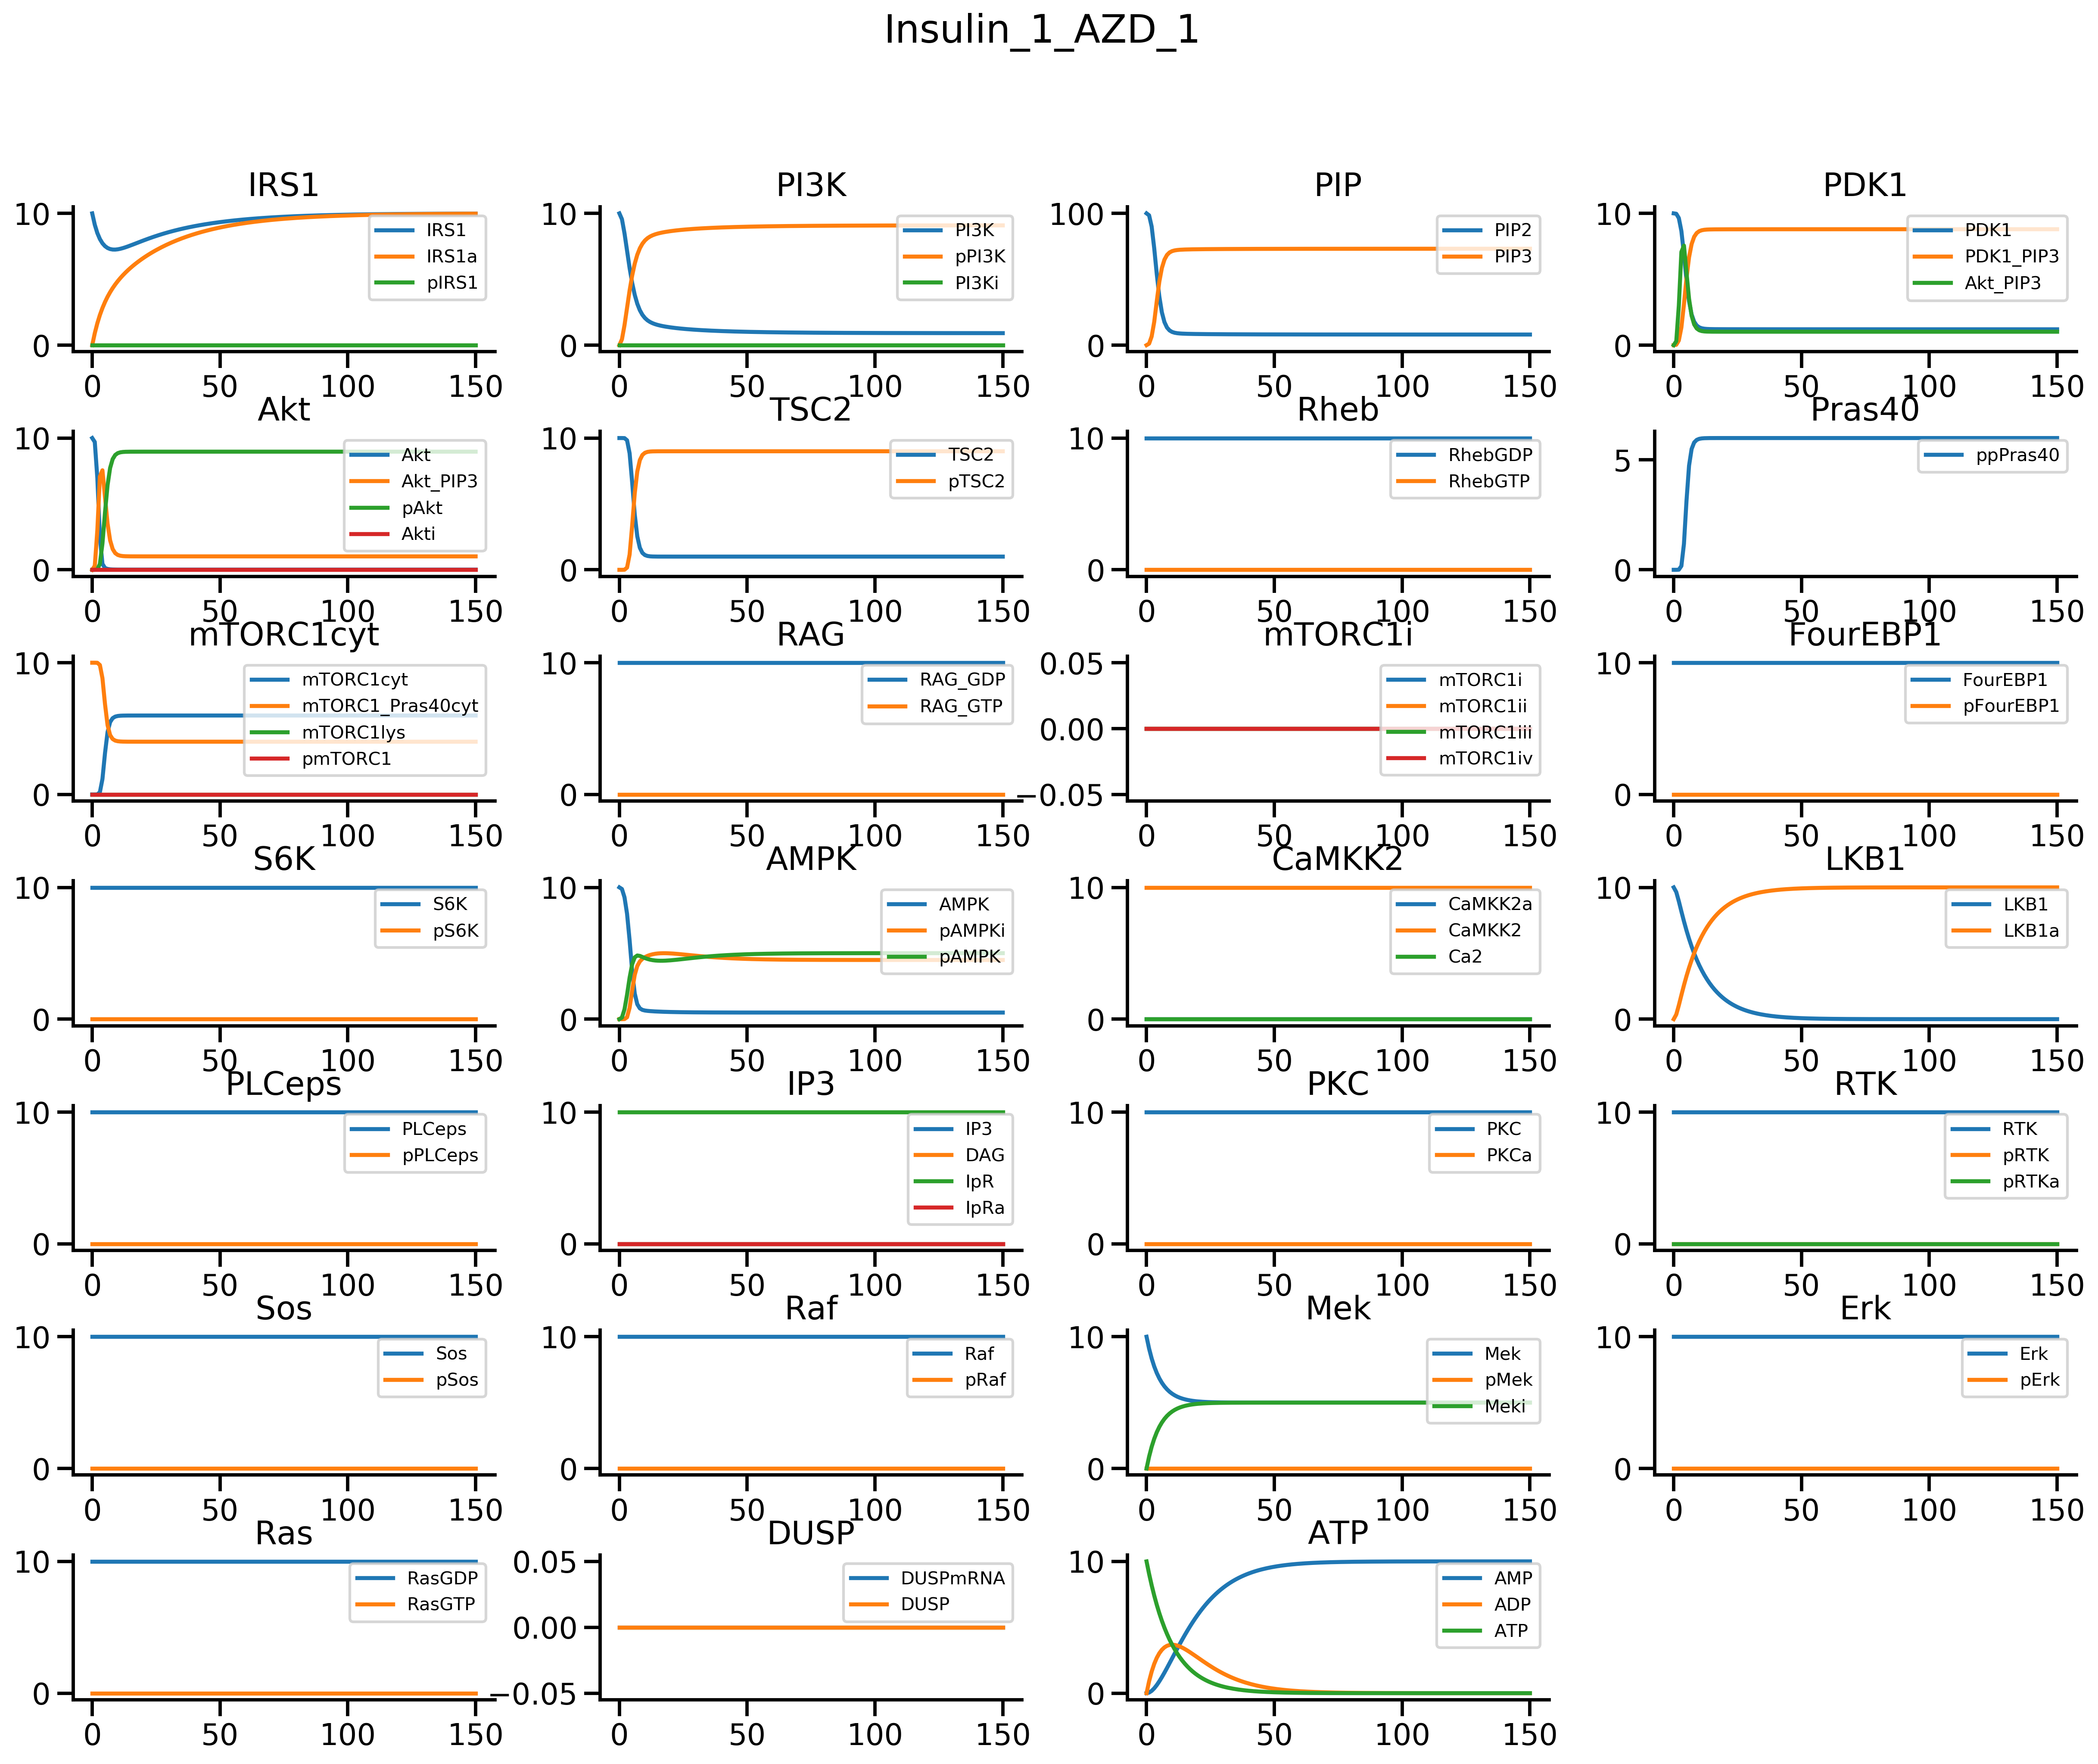 Insulin_1_AZD_1
IRS1
10
0
0
50
100
150
IRS1
IRS1a
pIRS1
PI3K
10
0
0
50
100
150
PI3K
pPI3K
PI3Ki
PIP
100
0
0
50
100
150
PIP2
PIP3
PDK1
10
0
0
50
100
150
PDK1
PDK1_PIP3
Akt_PIP3
Akt
10
0
0
50
100
150
Akt
Akt_PIP3
pAkt
Akti
TSC2
10
0
0
50
100
150
TSC2
pTSC2
Rheb
10
0
0
50
100
150
RhebGDP
RhebGTP
Pras40
5
0
0
50
100
150
ppPras40
mTORC1cyt
10
0
0
50
100
150
mTORC1cyt
mTORC1_Pras40cyt
mTORC1lys
pmTORC1
RAG
10
0
0
50
100
150
RAG_GDP
RAG_GTP
mTORC1i
0.05
0.00
−0.05
0
50
100
150
mTORC1i
mTORC1ii
mTORC1iii
mTORC1iv
FourEBP1
10
0
0
50
100
150
FourEBP1
pFourEBP1
S6K
10
0
0
50
100
150
S6K
pS6K
AMPK
10
0
0
50
100
150
AMPK
pAMPKi
pAMPK
CaMKK2
10
0
0
50
100
150
CaMKK2a
CaMKK2
Ca2
LKB1
10
0
0
50
100
150
LKB1
LKB1a
PLCeps
10
0
0
50
100
150
PLCeps
pPLCeps
IP3
10
0
0
50
100
150
IP3
DAG
IpR
IpRa
PKC
10
0
0
50
100
150
PKC
PKCa
RTK
10
0
0
50
100
150
RTK
pRTK
pRTKa
Sos
10
0
0
50
100
150
Sos
pSos
Raf
10
0
0
50
100
150
Raf
pRaf
Mek
10
0
0
50
100
150
Mek
pMek
Meki
Erk
10
0
0
50
100
150
Erk
pErk
Ras
10
0
0
50
100
150
RasGDP
RasGTP
DUSP
0.05
0.00
−0.05
0
50
100
150
DUSPmRNA
DUSP
ATP
10
0
0
50
100
150
AMP
ADP
ATP